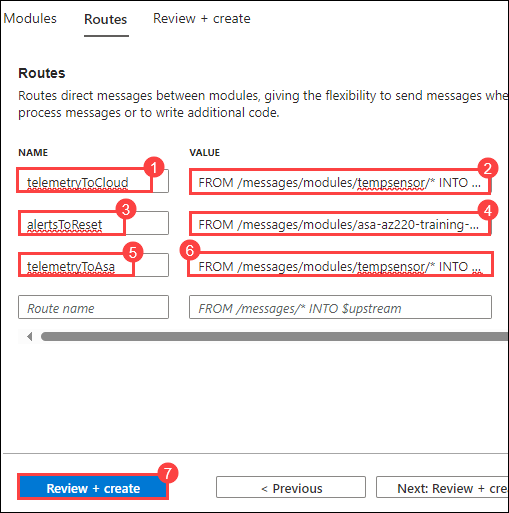 Modules Routes Review + create
Routes
Routes direct messages between modules, giving the flexibility to send messages whe
process messages or to write additional code.
NAME VALUE
1 2
telemetryToCloud FROM /messages/modules/tempsensor/* INTO ...
3 4
alertsToReset FROM /messages/modules/asa-az220-training-...
5 6
telemetryToAsa FROM /messages/modules/tempsensor/* INTO ...
Route name FROM /messages/* INTO $upstream
7
Review + create < Previous Next: Review + cre